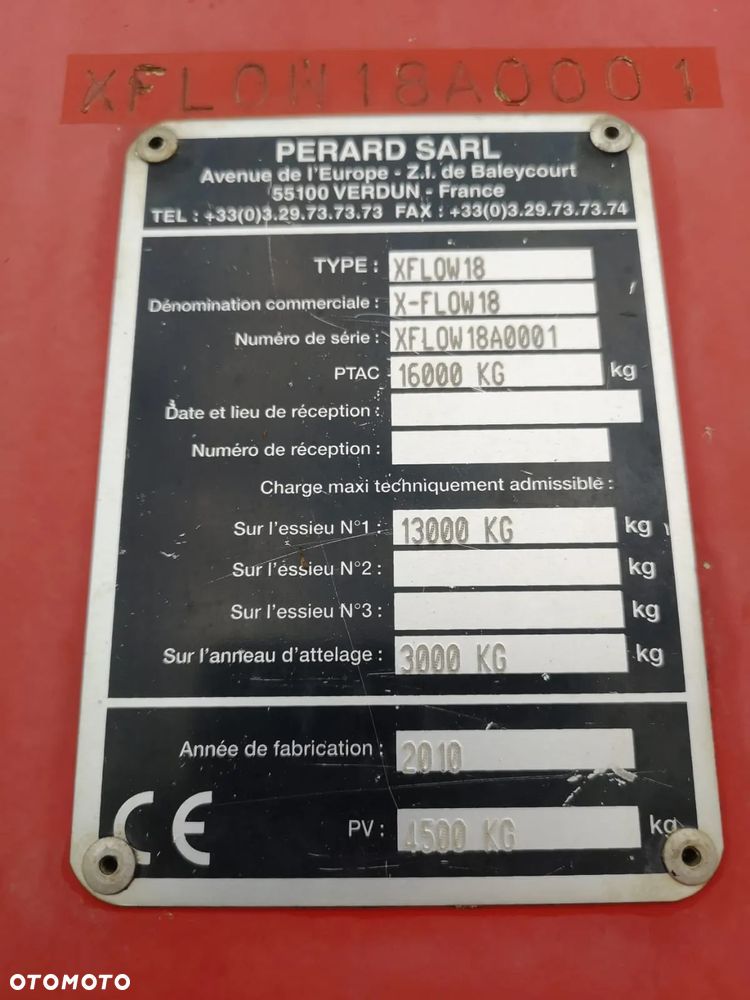 XFLOW18A0001
PERARD SARL
Avenue de l'Europe - Z.I. de Baleycourt
55100 VERDUN - France
TEL : +33(0)3.29.73.73.73 FAX : +33(0)3.29.73.73.74
TYPE : XFLOW18
Dénomination commerciale : X-FLOW18
Numéro de série : XFLOW18A0001
PTAC 16000 KG kg
Date et lieu de réception :
Numéro de réception :
Charge maxi techniquement admissible :
Sur l'essieu N°1 : 13000 KG kg
Sur l'essieu N°2 : kg
Sur l'essieu N°3 : kg
Sur l'anneau d'attelage : 3000 KG kg
Année de fabrication : 2010
CE PV : 4500 KG kg
OTOMOTO